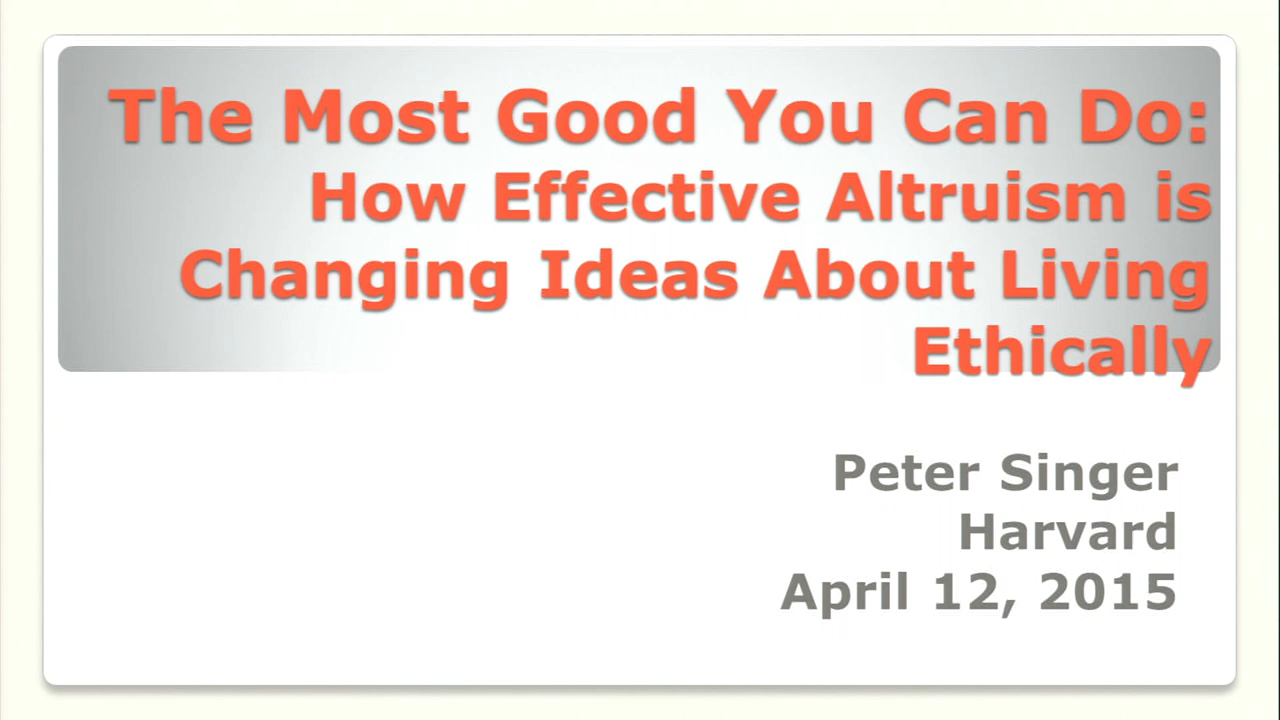 The Most Good You Can Do:
How Effective Altruism is
Changing Ideas About Living
Ethically
Peter Singer
Harvard
April 12, 2015